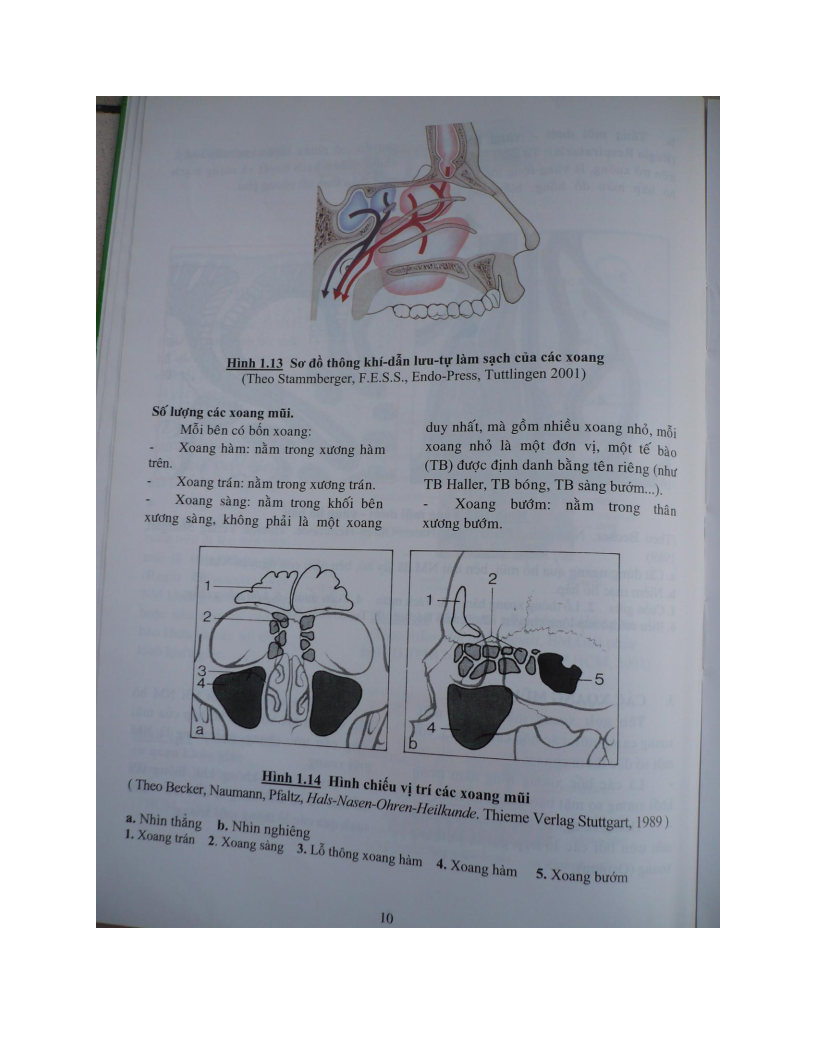 Hình 1.13 Sơ đồ thông khí-dẫn lưu-tự làm sạch của các xoang
(Theo Stammberger, F.E.S.S., Endo-Press, Tuttlingen 2001)
Số lượng các xoang mũi.
Mỗi bên có bốn xoang:
- Xoang hàm: nằm trong xương hàm
trên.
- Xoang trán: nằm trong xương trán.
- Xoang sàng: nằm trong khối bên
xương sàng, không phải là một xoang
duy nhất, mà gồm nhiều xoang nhỏ, mỗi
xoang nhỏ là một đơn vị, một tế bào
(TB) được định danh bằng tên riêng (như
TB Haller, TB bóng, TB sàng bướm...).
- Xoang bướm: nằm trong thân
xương bướm.
1
2
3
4
a
2
1
5
4
b
Hình 1.14 Hình chiếu vị trí các xoang mũi
( Theo Becker, Naumann, Pfaltz, Hals-Nasen-Ohren-Heilkunde. Thieme Verlag Stuttgart, 1989 )
a. Nhìn thẳng b. Nhìn nghiêng
1. Xoang trán 2. Xoang sàng 3. Lỗ thông xoang hàm 4. Xoang hàm 5. Xoang bướm
10